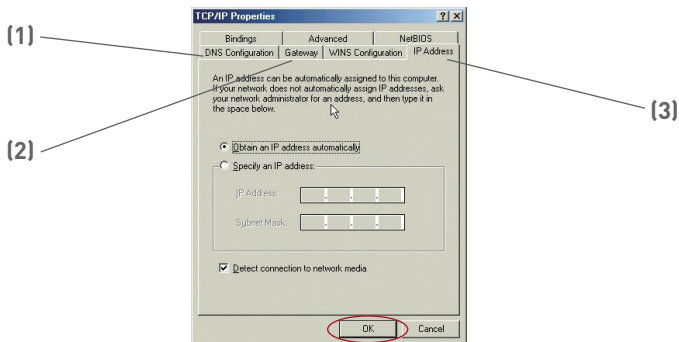 TCP/IP Properties
Bindings Advanced NetBIOS
(1)
DNS Configuration Gateway WINS Configuration IP Address
An IP address can be automatically assigned to this computer.
If your network does not automatically assign IP addresses, ask
your network administrator for an address, and then type it in
the space below.
(3)
(2)
Obtain an IP address automatically
Specify an IP address:
IP Address:
Subnet Mask:
Detect connection to network media
OK Cancel